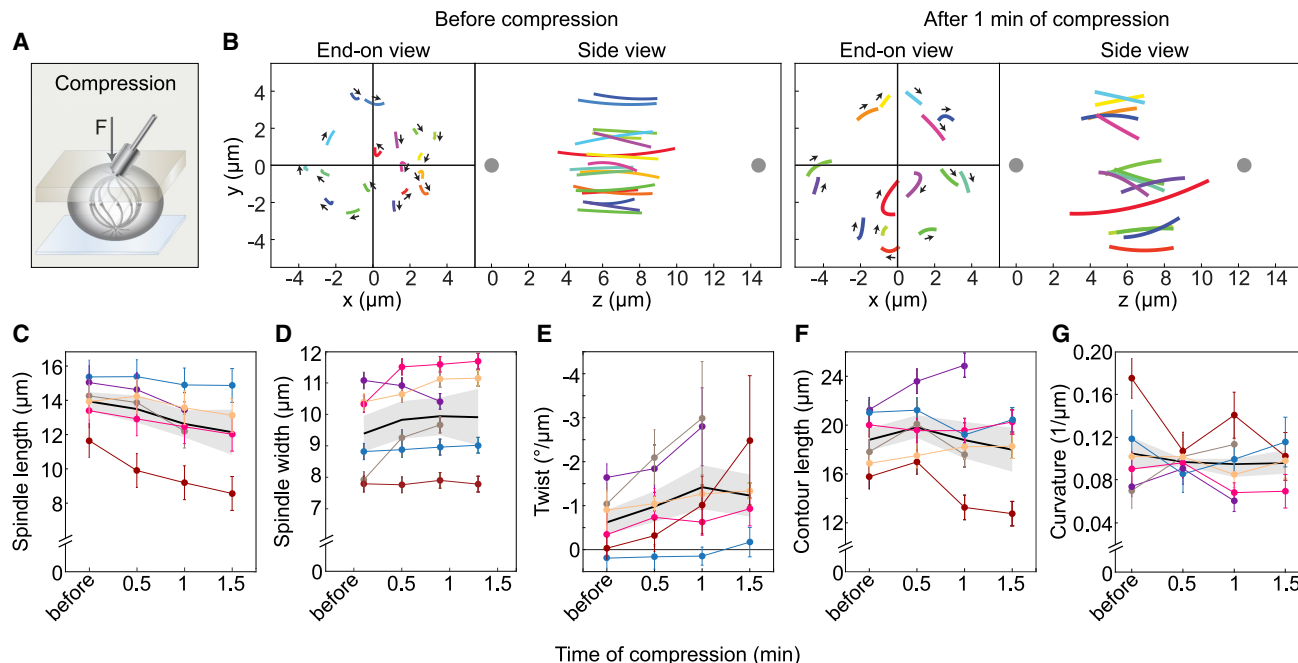 Before compression
After 1 min of compression
A
B
End-on view
Side view
End-on view
Side view
Compression
F
y (µm)
4
2
0
-2
-4
-4 -2 0 2 4
0 2 4 6 8 10 12 14
-4 -2 0 2 4
0 2 4 6 8 10 12 14
x (µm)
z (µm)
x (µm)
z (µm)
C
D
E
F
G
Spindle length (µm)
16
14
12
10
8
0
before 0.5 1 1.5
Spindle width (µm)
12
11
10
9
8
7
0
before 0.5 1 1.5
Twist (°/µm)
-4
-3
-2
-1
0
before 0.5 1 1.5
Contour length (µm)
24
20
16
0
before 0.5 1 1.5
Curvature (1/µm)
0.20
0.16
0.12
0.08
0.04
0
before 0.5 1 1.5
Time of compression (min)